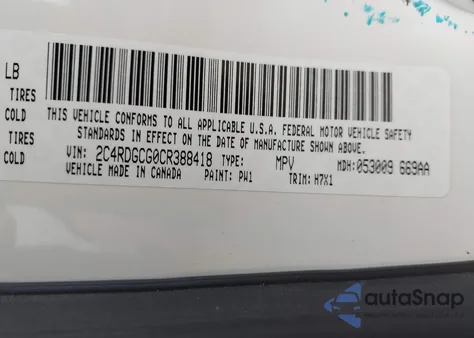 LB
TIRES
COLD
TIRES
COLD
THIS VEHICLE CONFORMS TO ALL APPLICABLE U.S.A. FEDERAL MOTOR VEHICLE SAFETY
STANDARDS IN EFFECT ON THE DATE OF MANUFACTURE SHOWN ABOVE.
VIN: 2C4RDGCG0CR388418 TYPE: MPV MDH:053009 669AA
VEHICLE MADE IN CANADA PAINT: PW1 TRIM: H7X1
autoSnap